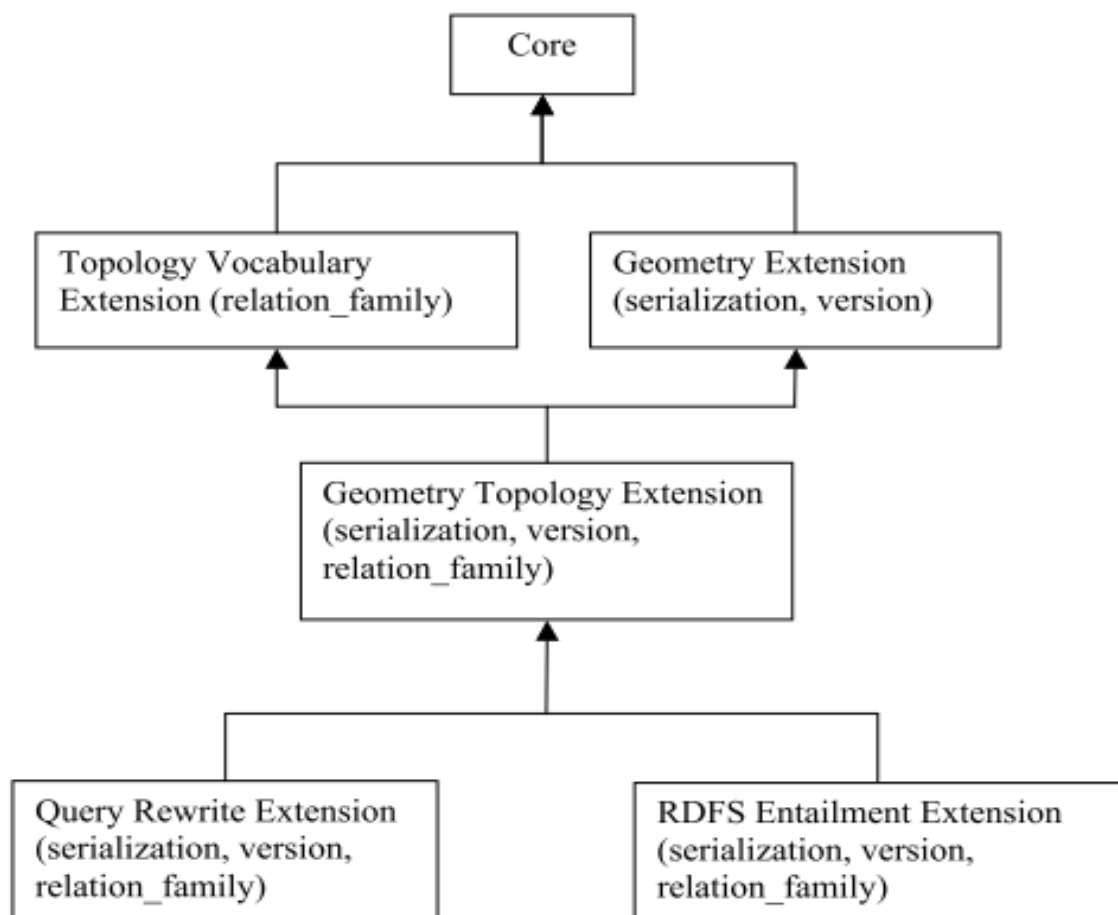 Core
Topology Vocabulary
Extension (relation_family)
Geometry Extension
(serialization, version)
Geometry Topology Extension
(serialization, version,
relation_family)
Query Rewrite Extension
(serialization, version,
relation_family)
RDFS Entailment Extension
(serialization, version,
relation_family)